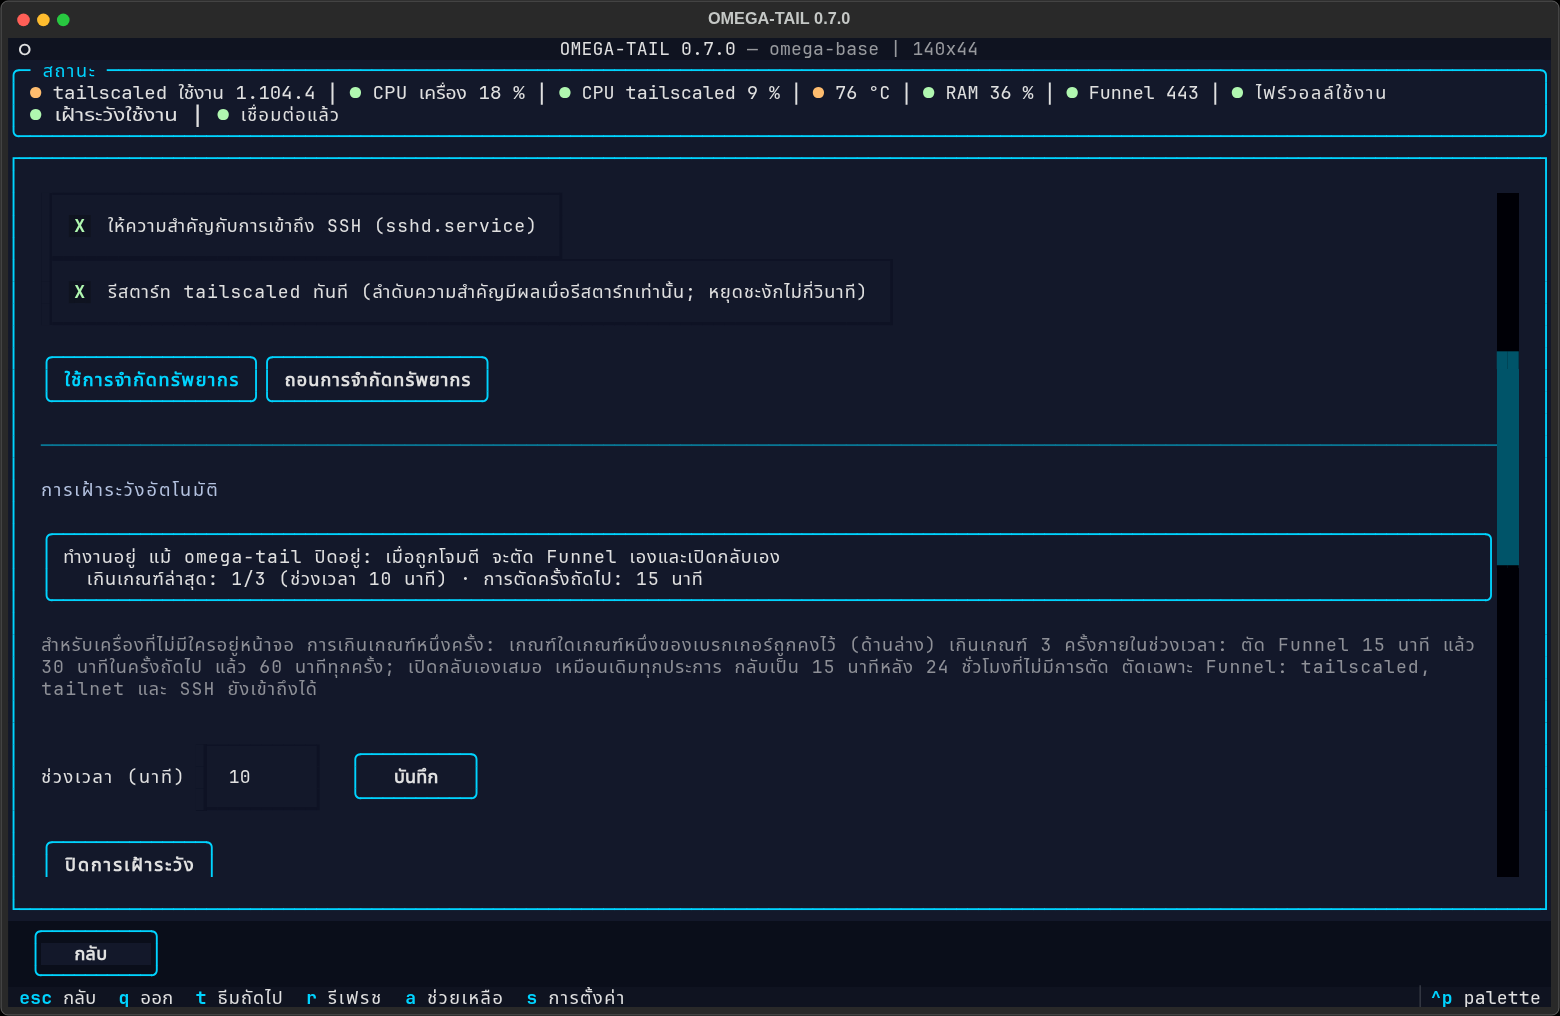 OMEGA-TAIL 0.7.0
OMEGA-TAIL 0.7.0 — omega-base | 140x44
สถานะ
● tailscaled ใช้งาน 1.104.4 │ ● CPU เครื่อง 18 % │ ● CPU tailscaled 9 % │ ● 76 °C │ ● RAM 36 % │ ● Funnel 443 │ ● ไฟร์วอลล์ใช้งาน
● เฝ้าระวังใช้งาน │ ● เชื่อมต่อแล้ว
X ให้ความสำคัญกับการเข้าถึง SSH (sshd.service)
X รีสตาร์ท tailscaled ทันที (ลำดับความสำคัญมีผลเมื่อรีสตาร์ทเท่านั้น; หยุดชะงักไม่กี่วินาที)
ใช้การจำกัดทรัพยากร ถอนการจำกัดทรัพยากร
การเฝ้าระวังอัตโนมัติ
ทำงานอยู่ แม้ omega-tail ปิดอยู่: เมื่อถูกโจมตี จะตัด Funnel เองและเปิดกลับเอง
เกินเกณฑ์ล่าสุด: 1/3 (ช่วงเวลา 10 นาที) · การตัดครั้งถัดไป: 15 นาที
สำหรับเครื่องที่ไม่มีใครอยู่หน้าจอ การเกินเกณฑ์หนึ่งครั้ง: เกณฑ์ใดเกณฑ์หนึ่งของเบรกเกอร์ถูกคงไว้ (ด้านล่าง) เกินเกณฑ์ 3 ครั้งภายในช่วงเวลา: ตัด Funnel 15 นาที แล้ว
30 นาทีในครั้งถัดไป แล้ว 60 นาทีทุกครั้ง; เปิดกลับเองเสมอ เหมือนเดิมทุกประการ กลับเป็น 15 นาทีหลัง 24 ชั่วโมงที่ไม่มีการตัด ตัดเฉพาะ Funnel: tailscaled,
tailnet และ SSH ยังเข้าถึงได้
ช่วงเวลา (นาที) 10 บันทึก
ปิดการเฝ้าระวัง
กลับ
esc กลับ q ออก t ธีมถัดไป r รีเฟรช a ช่วยเหลือ s การตั้งค่า ^p palette